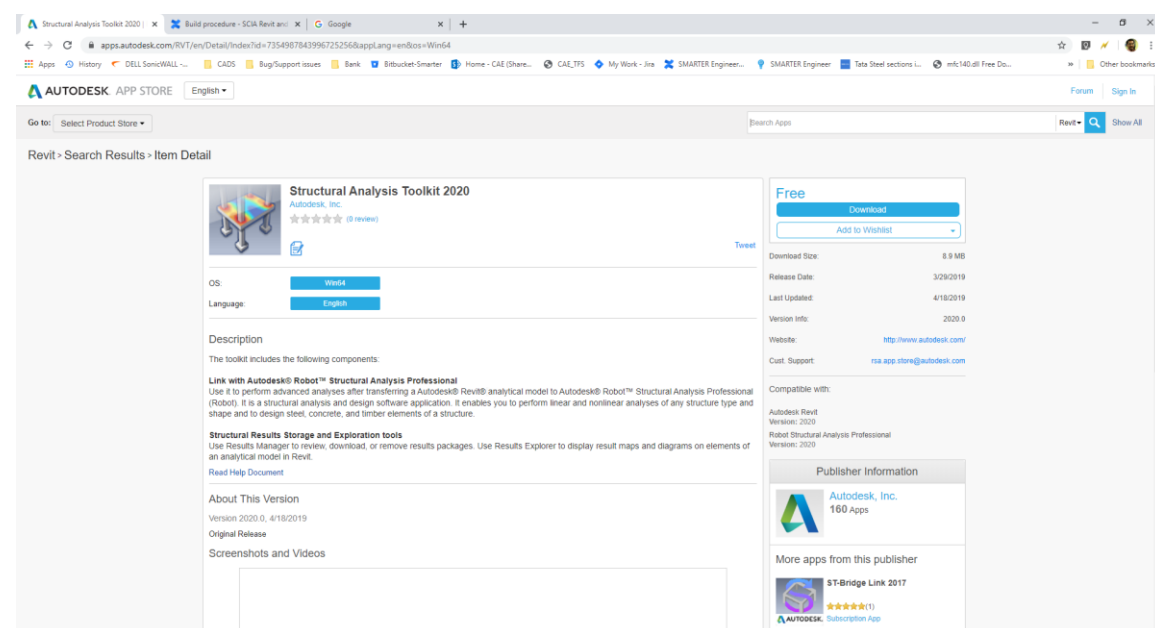 Structural Analysis Toolkit 2020 |
Build procedure - SCIA Revit and
Google
apps.autodesk.com/RVT/en/Detail/Index?id=7354987843996725256&appLang=en&os=Win64
Apps History DELL SonicWALL -... CADS Bug/Support issues Bank Bitbucket-Smarter Home - CAE (Share... CAE_TFS My Work - Jira SMARTER Engineer... SMARTER Engineer Tata Steel sections i... mfc140.dll Free Do... » Other bookmarks
AUTODESK. APP STORE English
Forum Sign In
Go to: Select Product Store
Search Apps Revit Show All
Revit > Search Results > Item Detail
Structural Analysis Toolkit 2020
Autodesk, Inc.
(0 review)
Tweet
OS: Win64
Language: English
Description
The toolkit includes the following components:
Link with Autodesk® Robot™ Structural Analysis Professional
Use it to perform advanced analyses after transferring a Autodesk® Revit® analytical model to Autodesk® Robot™ Structural Analysis Professional
(Robot). It is a structural analysis and design software application. It enables you to perform linear and nonlinear analyses of any structure type and
shape and to design steel, concrete, and timber elements of a structure.
Structural Results Storage and Exploration tools
Use Results Manager to review, download, or remove results packages. Use Results Explorer to display result maps and diagrams on elements of
an analytical model in Revit.
Read Help Document
About This Version
Version 2020.0, 4/18/2019
Original Release
Screenshots and Videos
Free
Download
Add to Wishlist
Download Size: 8.9 MB
Release Date: 3/29/2019
Last Updated: 4/18/2019
Version Info: 2020.0
Website: http://www.autodesk.com/
Cust. Support: rsa.app.store@autodesk.com
Compatible with:
Autodesk Revit
Version: 2020
Robot Structural Analysis Professional
Version: 2020
Publisher Information
Autodesk, Inc.
160 Apps
More apps from this publisher
ST-Bridge Link 2017
(1)
AUTODESK. Subscription App